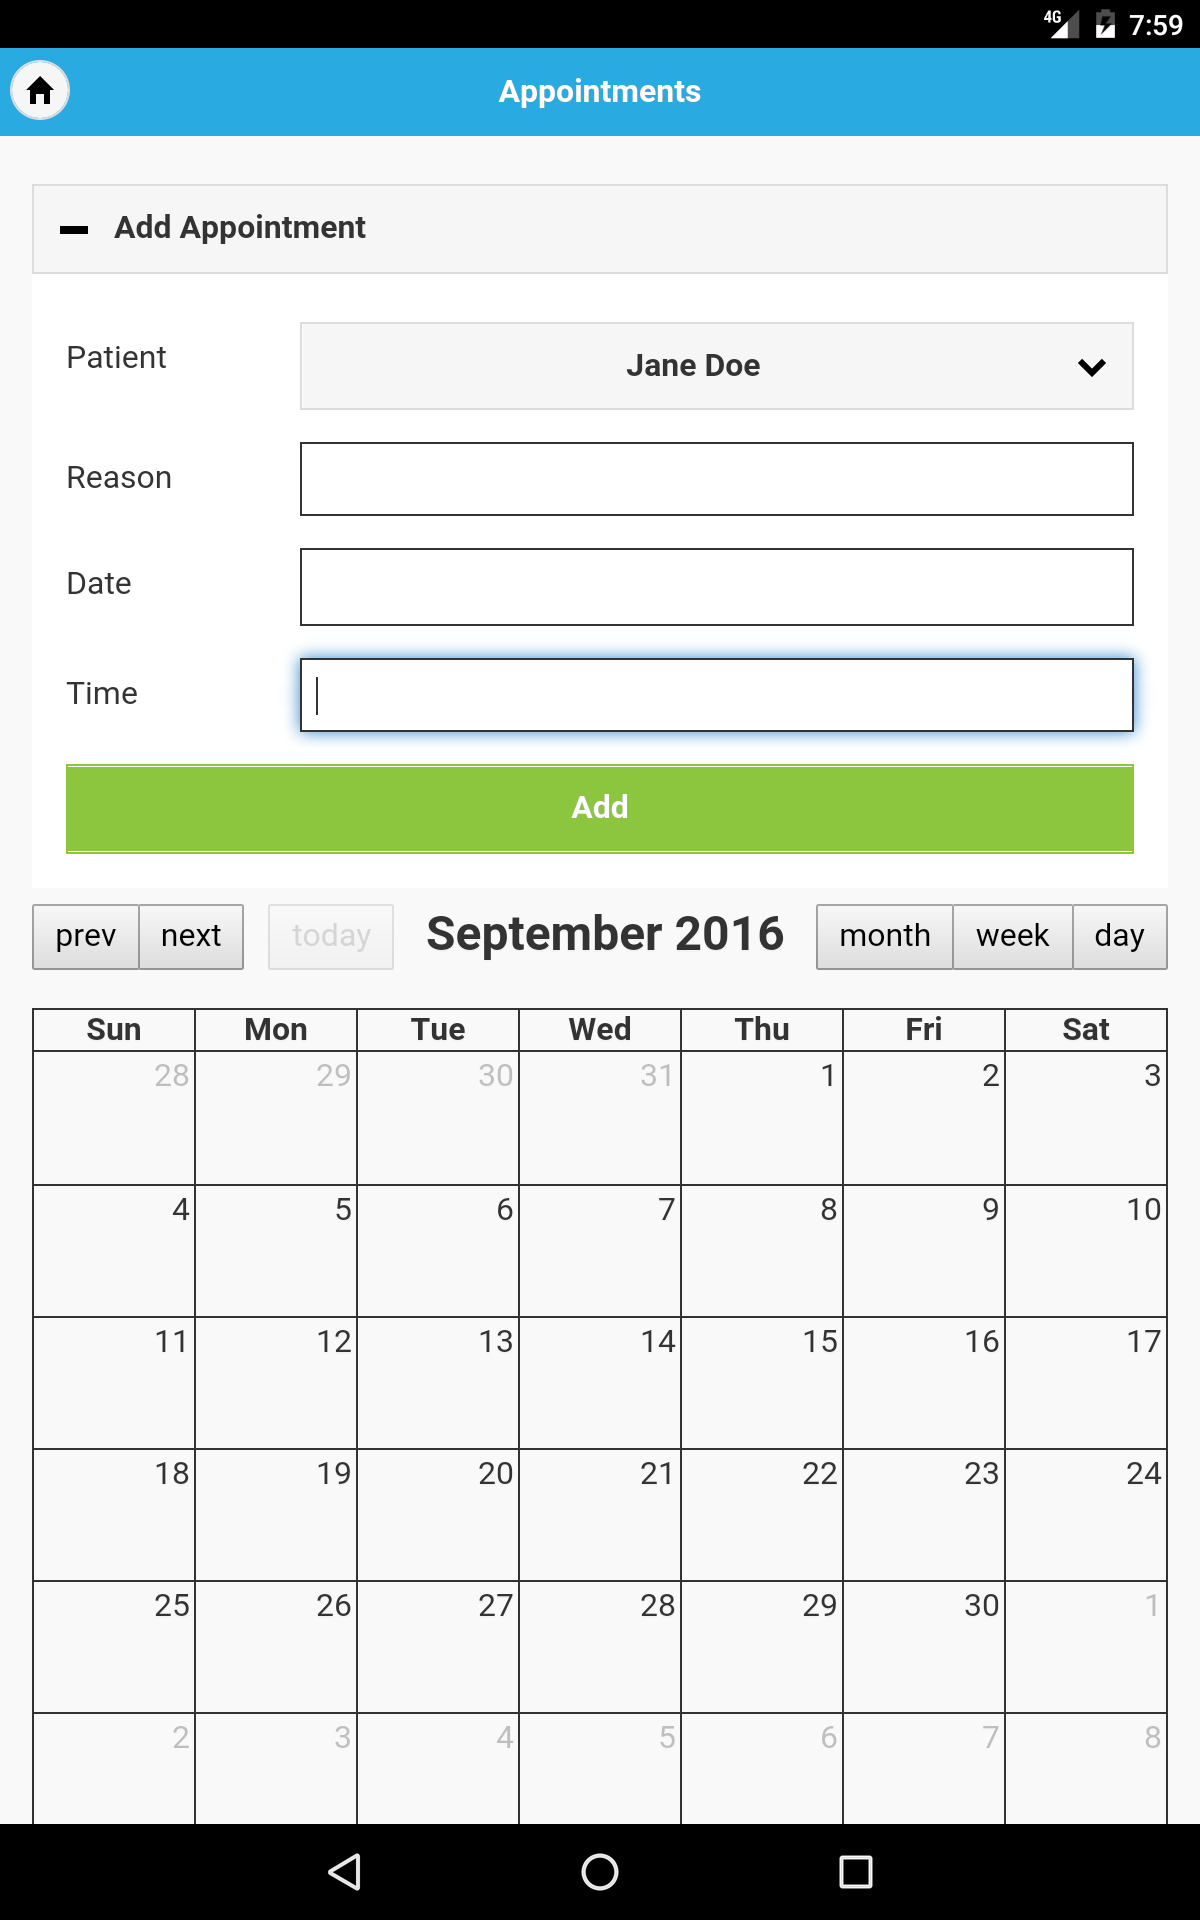 4G 7:59
Appointments
Add Appointment
Patient Jane Doe
Reason
Date
Time
Add
prev next today September 2016 month week day
Sun Mon Tue Wed Thu Fri Sat
28 29 30 31 1 2 3
4 5 6 7 8 9 10
11 12 13 14 15 16 17
18 19 20 21 22 23 24
25 26 27 28 29 30 1
2 3 4 5 6 7 8